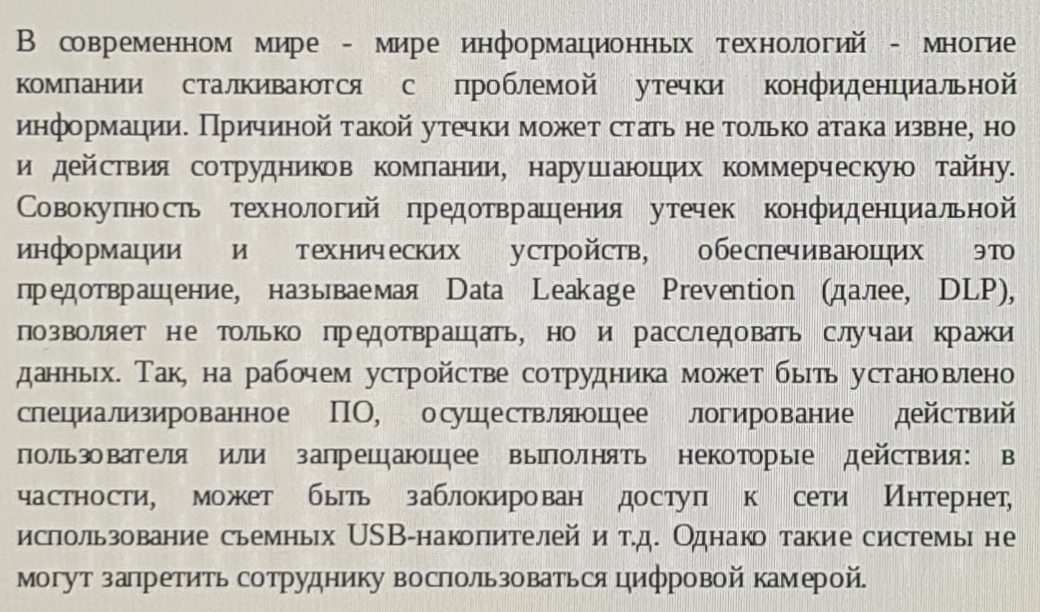 В современном мире - мире информационных технологий - многие
компании сталкиваются с проблемой утечки конфиденциальной
информации. Причиной такой утечки может стать не только атака извне, но
и действия сотрудников компании, нарушающих коммерческую тайну.
Совокупность технологий предотвращения утечек конфиденциальной
информации и технических устройств, обеспечивающих это
предотвращение, называемая Data Leakage Prevention (далее, DLP),
позволяет не только предотвращать, но и расследовать случаи кражи
данных. Так, на рабочем устройстве сотрудника может быть установлено
специализированное ПО, осуществляющее логирование действий
пользователя или запрещающее выполнять некоторые действия: в
частности, может быть заблокирован доступ к сети Интернет,
использование съемных USB-накопителей и т.д. Однако такие системы не
могут запретить сотруднику воспользоваться цифровой камерой.